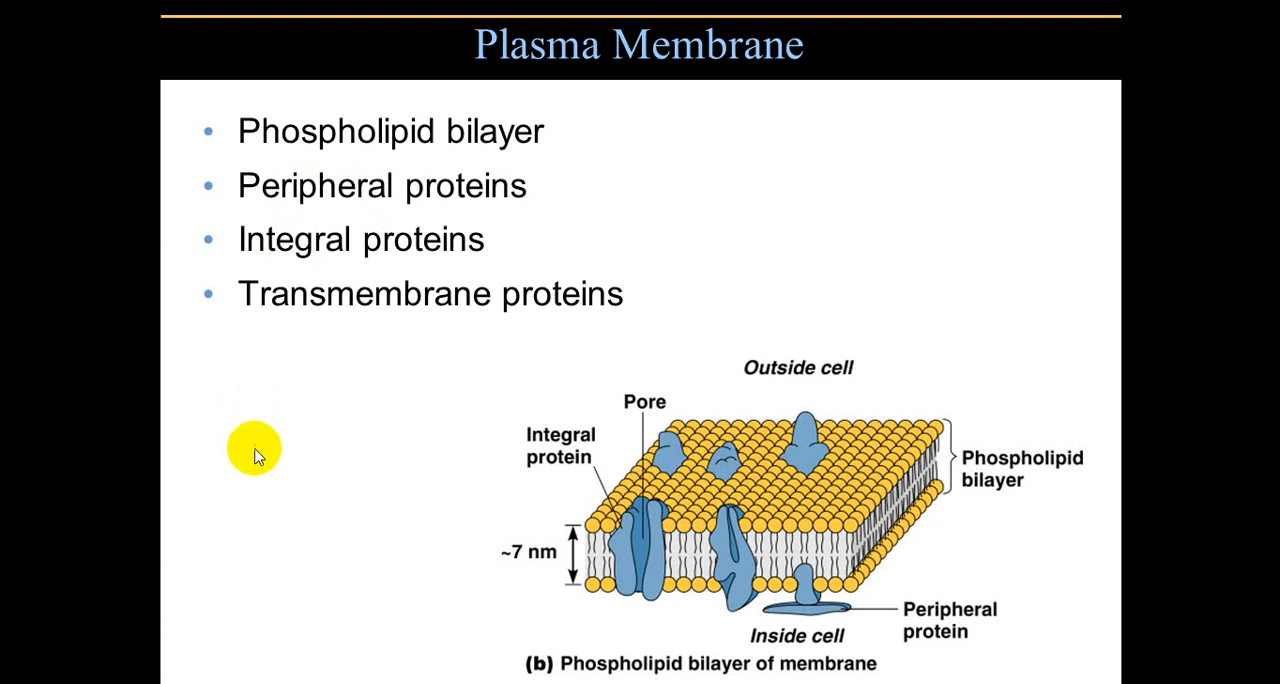 Plasma Membrane
• Phospholipid bilayer
• Peripheral proteins
• Integral proteins
• Transmembrane proteins
Outside cell
Pore
Integral
protein
Phospholipid
bilayer
~7 nm
Peripheral
protein
Inside cell
(b) Phospholipid bilayer of membrane